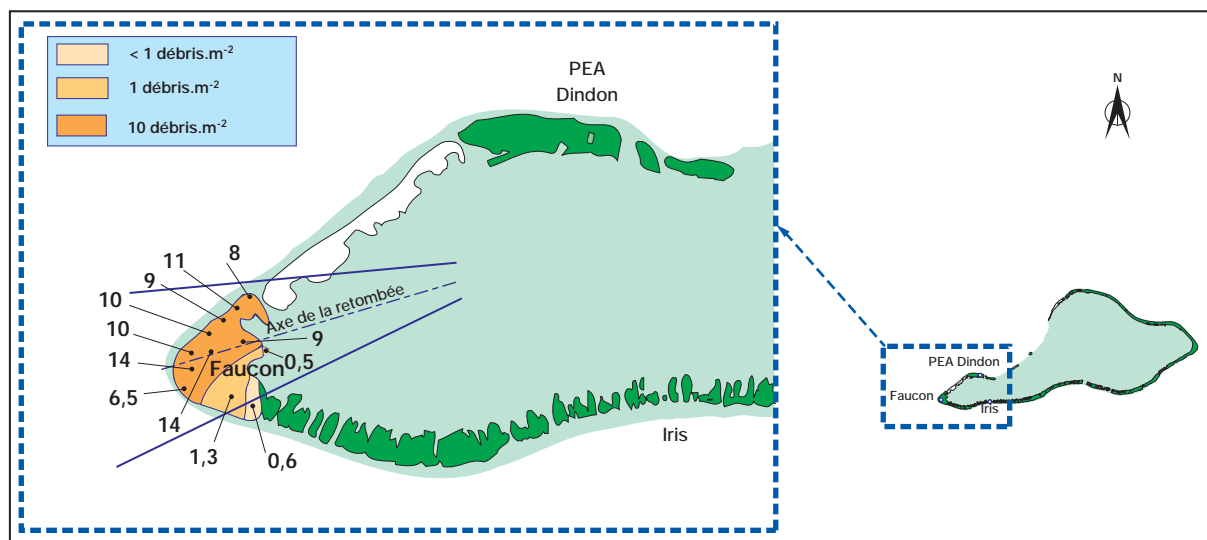 < 1 débris.m-2
1 débris.m-2
10 débris.m-2
PEA
Dindon
N
8
11
9
10
10
14
6,5
14
1,3
0,6
0,5
9
Axe de la retombée
Faucon
Iris
PEA Dindon
Faucon
Iris